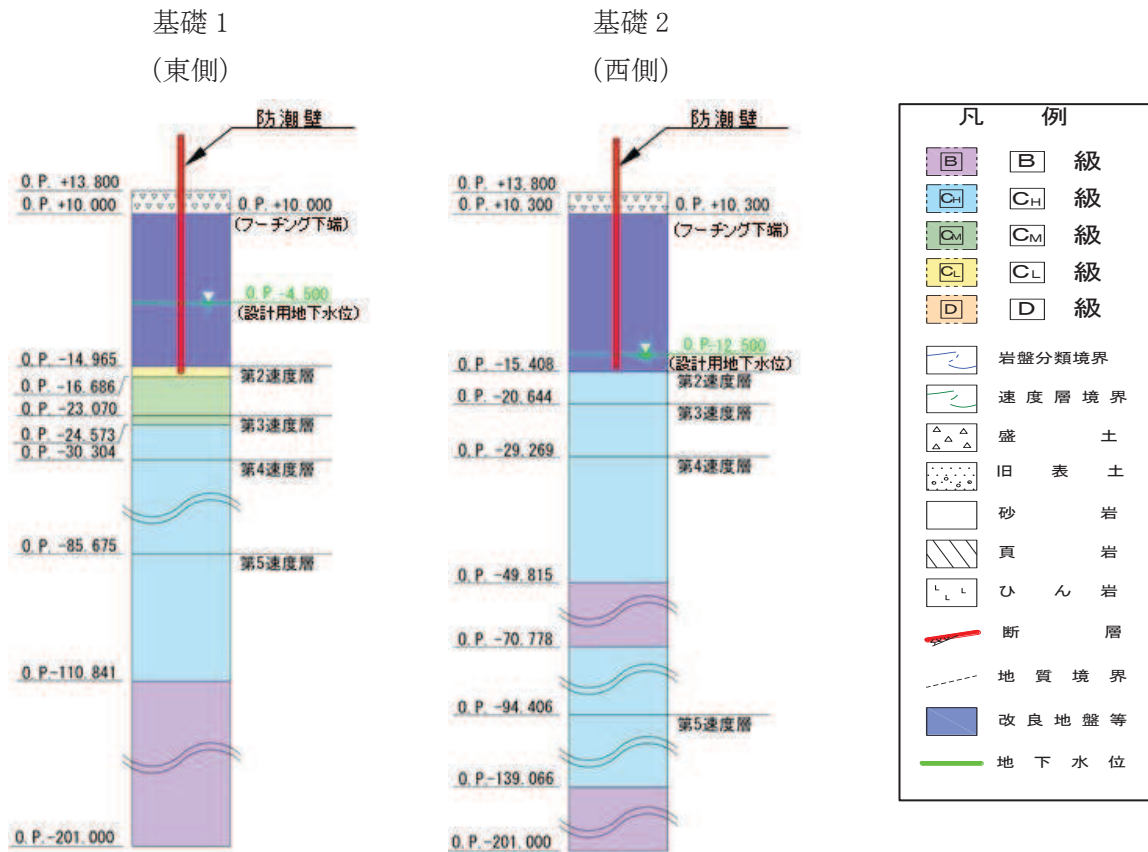 基礎 1
(東側)
防潮壁
O.P. +13.800
O.P. +10.000
O.P. +10.000
(フーチング下端)
O.P.-4.500
(設計用地下水位)
O.P. -14.965
第2速度層
O.P. -16.686
O.P. -23.070
第3速度層
O.P. -24.573
O.P. -30.304
第4速度層
O.P. -85.675
第5速度層
O.P-110.841
O.P.-201.000
基礎 2
(西側)
防潮壁
O.P. +13.800
O.P. +10.300
O.P. +10.300
(フーチング下端)
O.P-12.500
(設計用地下水位)
O.P. -15.408
第2速度層
O.P. -20.644
第3速度層
O.P. -29.269
第4速度層
O.P. -49.815
O.P. -70.778
O.P. -94.406
第5速度層
O.P-139.066
O.P.-201.000
凡 例
B B 級
CH CH 級
CM CM 級
CL CL 級
D D 級
岩盤分類境界
速度層境界
盛 土
旧 表 土
砂 岩
頁 岩
ひ ん 岩
断 層
地 質 境 界
改 良 地 盤 等
地 下 水 位